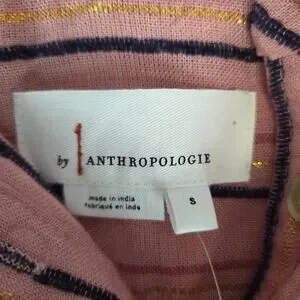 by ANTHROPOLOGIE
made in india
fabriqué en inde
S